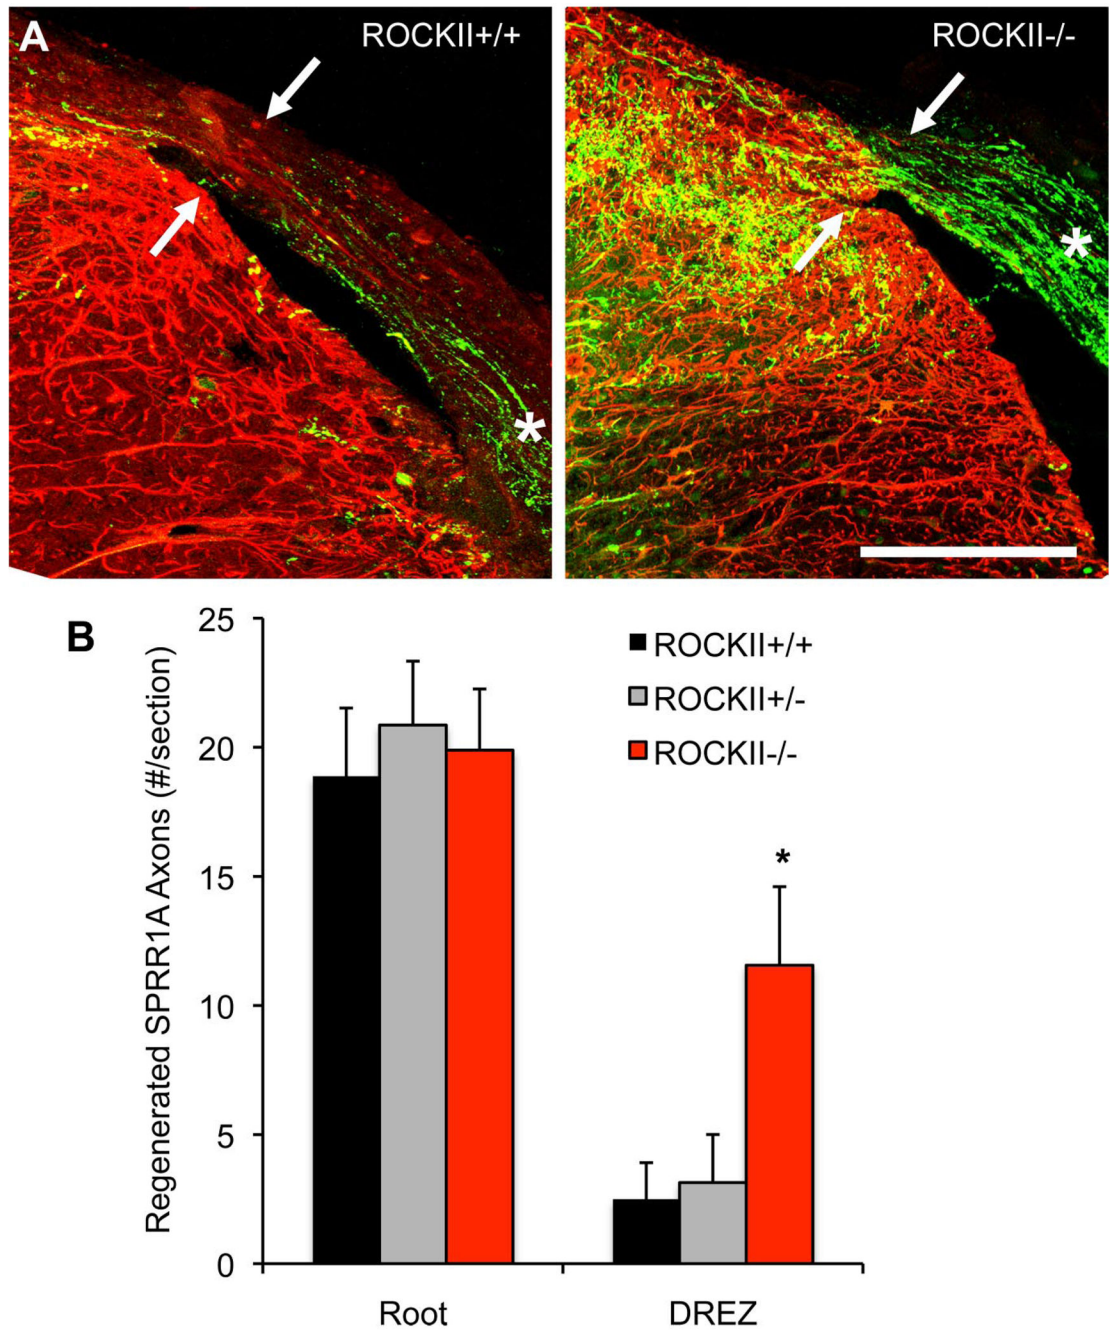 A
ROCKII+/+
ROCKII-/-
*
*
B
25
20
15
10
5
0
Regenerated SPRR1A Axons (#/section)
ROCKII+/+
ROCKII+/-
ROCKII-/-
*
Root
DREZ